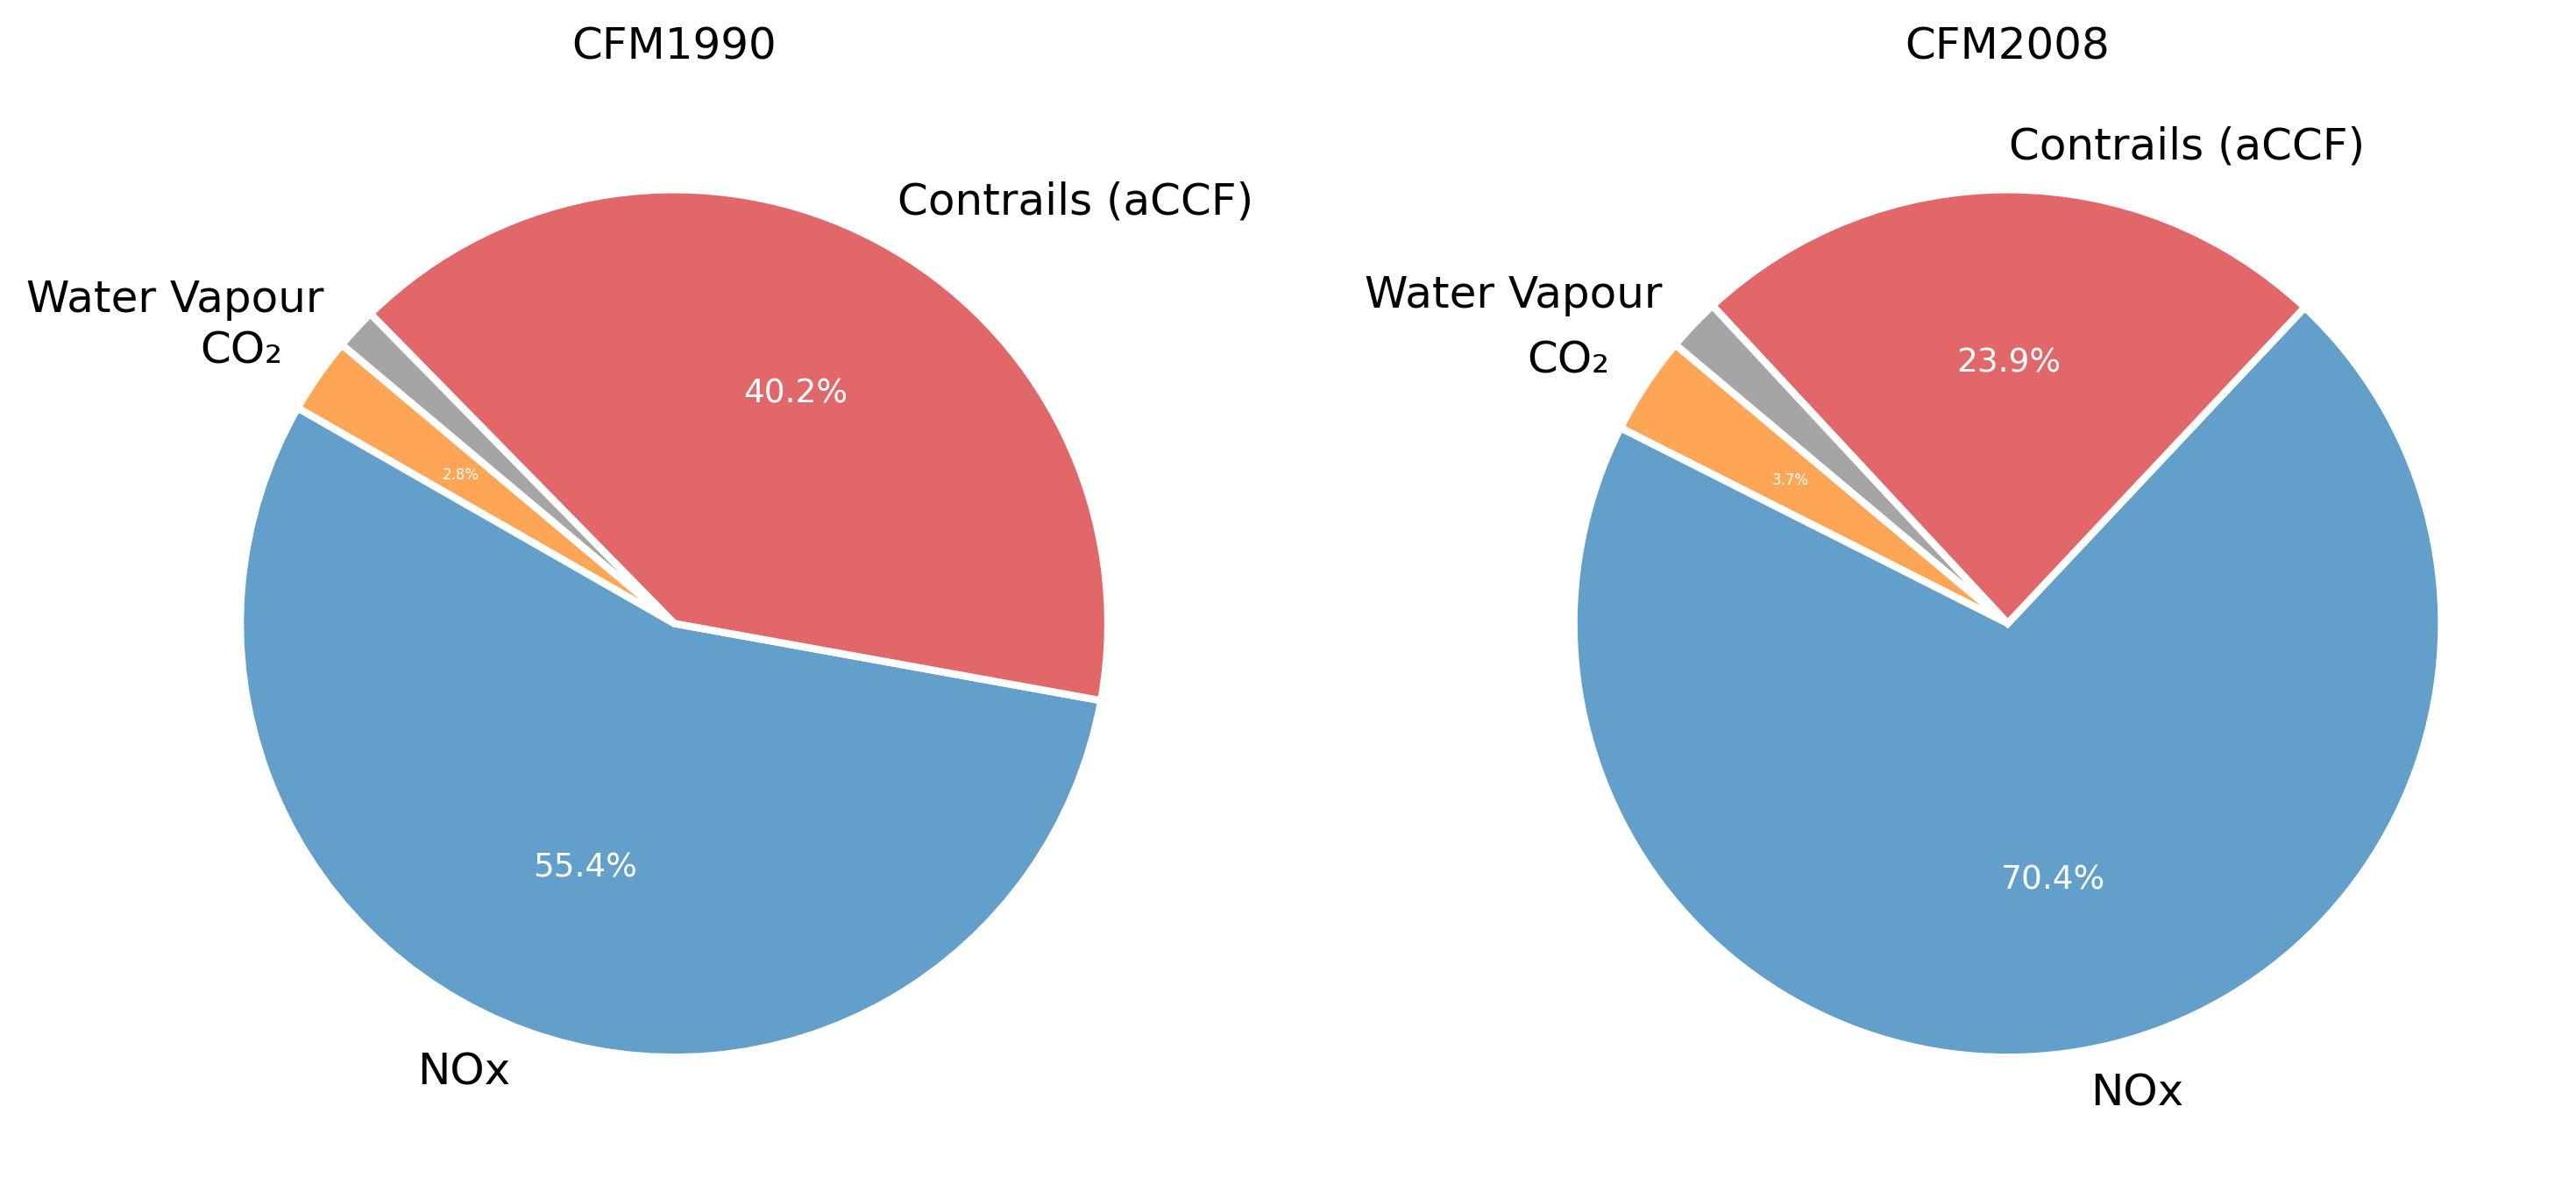 CFM1990
Contrails (aCCF)
Water Vapour
CO₂
40.2%
2.8%
55.4%
NOx
CFM2008
Contrails (aCCF)
Water Vapour
CO₂
23.9%
3.7%
70.4%
NOx